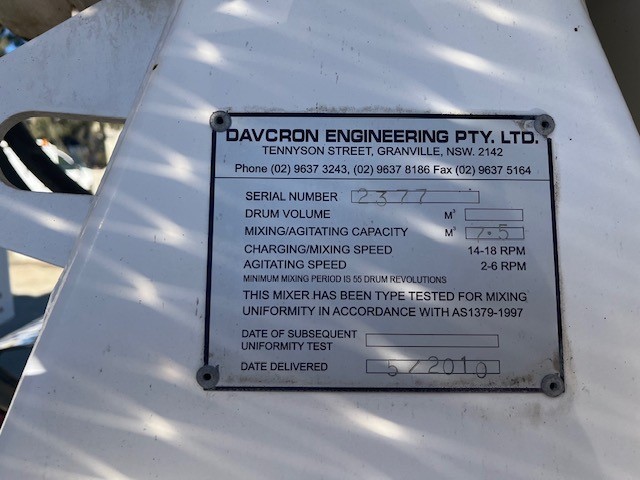 DAVCRON ENGINEERING PTY. LTD.
TENNYSON STREET, GRANVILLE, NSW. 2142
Phone (02) 9637 3243, (02) 9637 8186 Fax (02) 9637 5164
SERIAL NUMBER 2377
DRUM VOLUME M³
MIXING/AGITATING CAPACITY M³ 7.5
CHARGING/MIXING SPEED 14-18 RPM
AGITATING SPEED 2-6 RPM
MINIMUM MIXING PERIOD IS 55 DRUM REVOLUTIONS
THIS MIXER HAS BEEN TYPE TESTED FOR MIXING
UNIFORMITY IN ACCORDANCE WITH AS1379-1997
DATE OF SUBSEQUENT
UNIFORMITY TEST
DATE DELIVERED 5/2010